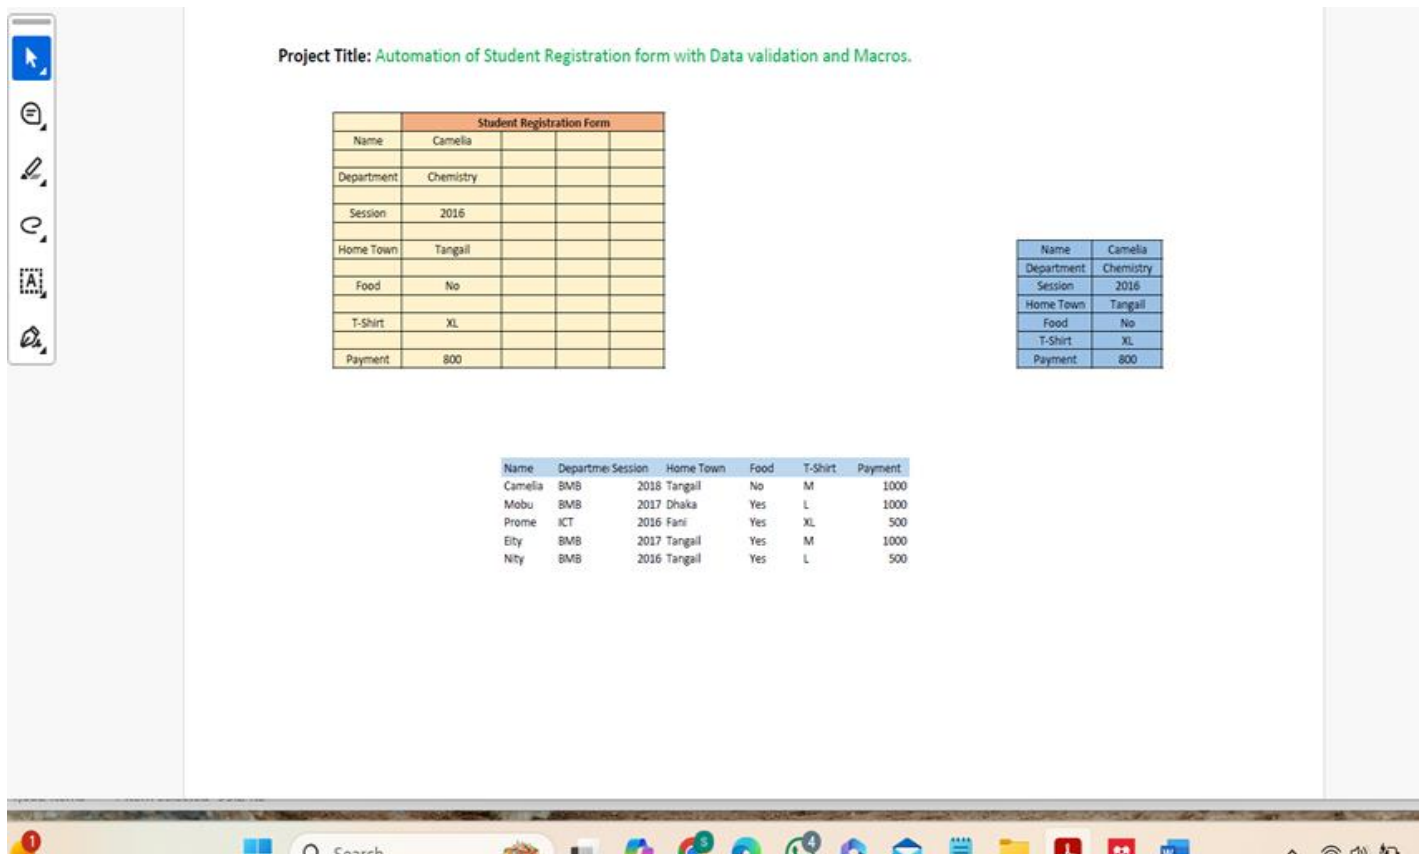 Project Title: Automation of Student Registration form with Data validation and Macros.
Student Registration Form
Name Camelia
Department Chemistry
Session 2016
Home Town Tangail
Food No
T-Shirt XL
Payment 800
Name Camelia
Department Chemistry
Session 2016
Home Town Tangail
Food No
T-Shirt XL
Payment 800
Name Departme Session Home Town Food T-Shirt Payment
Camelia BMB 2018 Tangail No M 1000
Mobu BMB 2017 Dhaka Yes L 1000
Prome ICT 2016 Fani Yes XL 500
Eity BMB 2017 Tangail Yes M 1000
Nity BMB 2016 Tangail Yes L 500
1 Search S 4